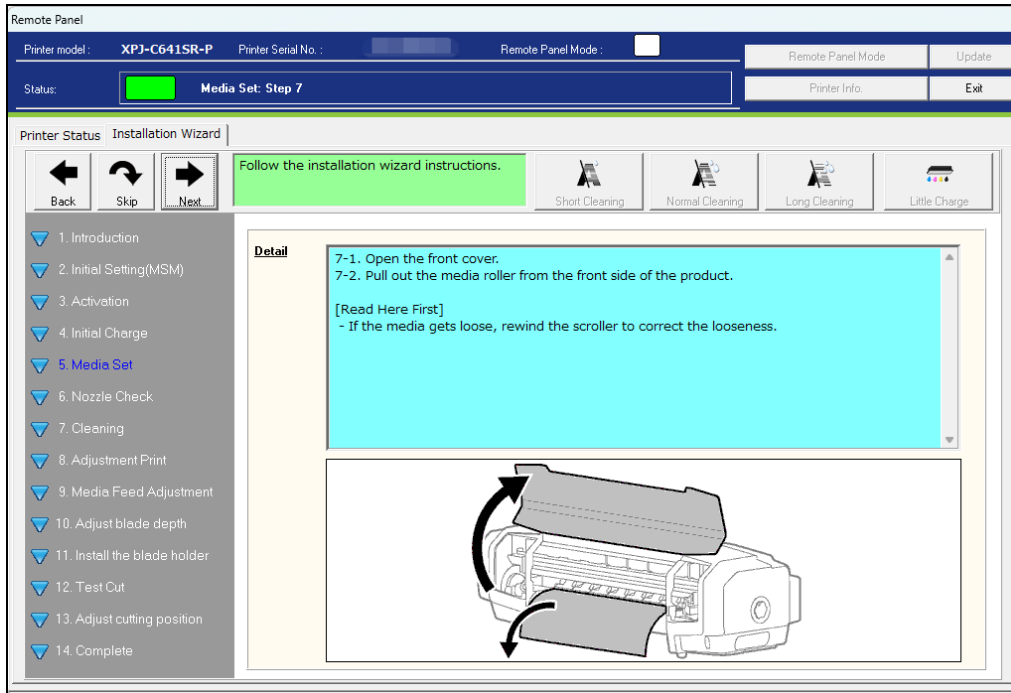 Remote Panel
Printer model : XPJ-C641SR-P Printer Serial No. : Remote Panel Mode :
Remote Panel Mode Update
Status: Media Set: Step 7
Printer Info. Exit
Printer Status Installation Wizard
Follow the installation wizard instructions.
Back Skip Next Short Cleaning Normal Cleaning Long Cleaning Little Charge
1. Introduction
2. Initial Setting(MSM)
3. Activation
4. Initial Charge
5. Media Set
6. Nozzle Check
7. Cleaning
8. Adjustment Print
9. Media Feed Adjustment
10. Adjust blade depth
11. Install the blade holder
12. Test Cut
13. Adjust cutting position
14. Complete
Detail
7-1. Open the front cover.
7-2. Pull out the media roller from the front side of the product.
[Read Here First]
- If the media gets loose, rewind the scroller to correct the looseness.